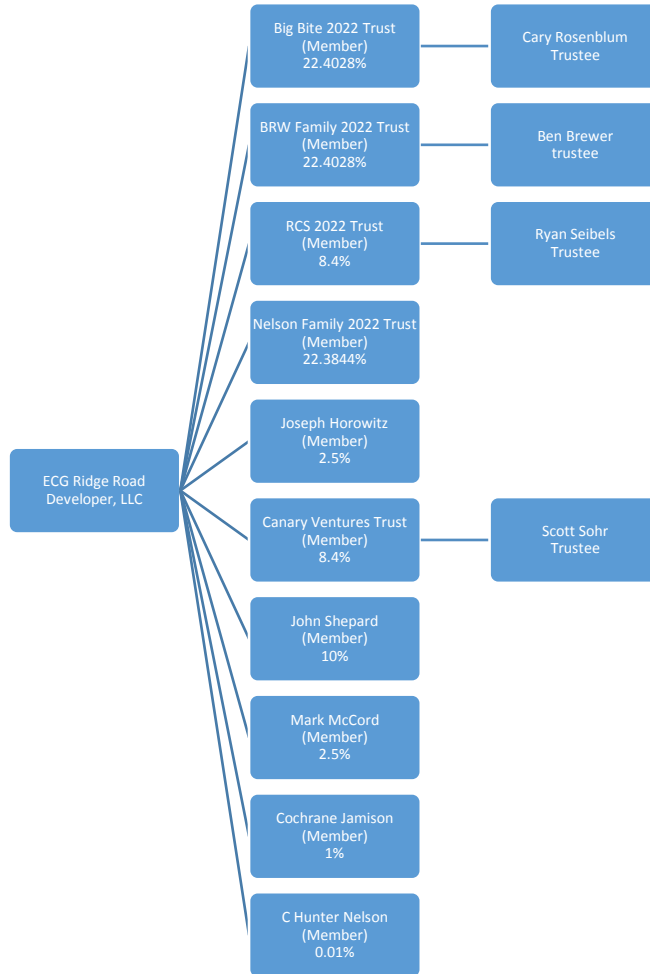 Big Bite 2022 Trust
(Member)
22.4028%
Cary Rosenblum
Trustee
BRW Family 2022 Trust
(Member)
22.4028%
Ben Brewer
trustee
RCS 2022 Trust
(Member)
8.4%
Ryan Seibels
Trustee
Nelson Family 2022 Trust
(Member)
22.3844%
Joseph Horowitz
(Member)
2.5%
ECG Ridge Road
Developer, LLC
Canary Ventures Trust
(Member)
8.4%
Scott Sohr
Trustee
John Shepard
(Member)
10%
Mark McCord
(Member)
2.5%
Cochrane Jamison
(Member)
1%
C Hunter Nelson
(Member)
0.01%